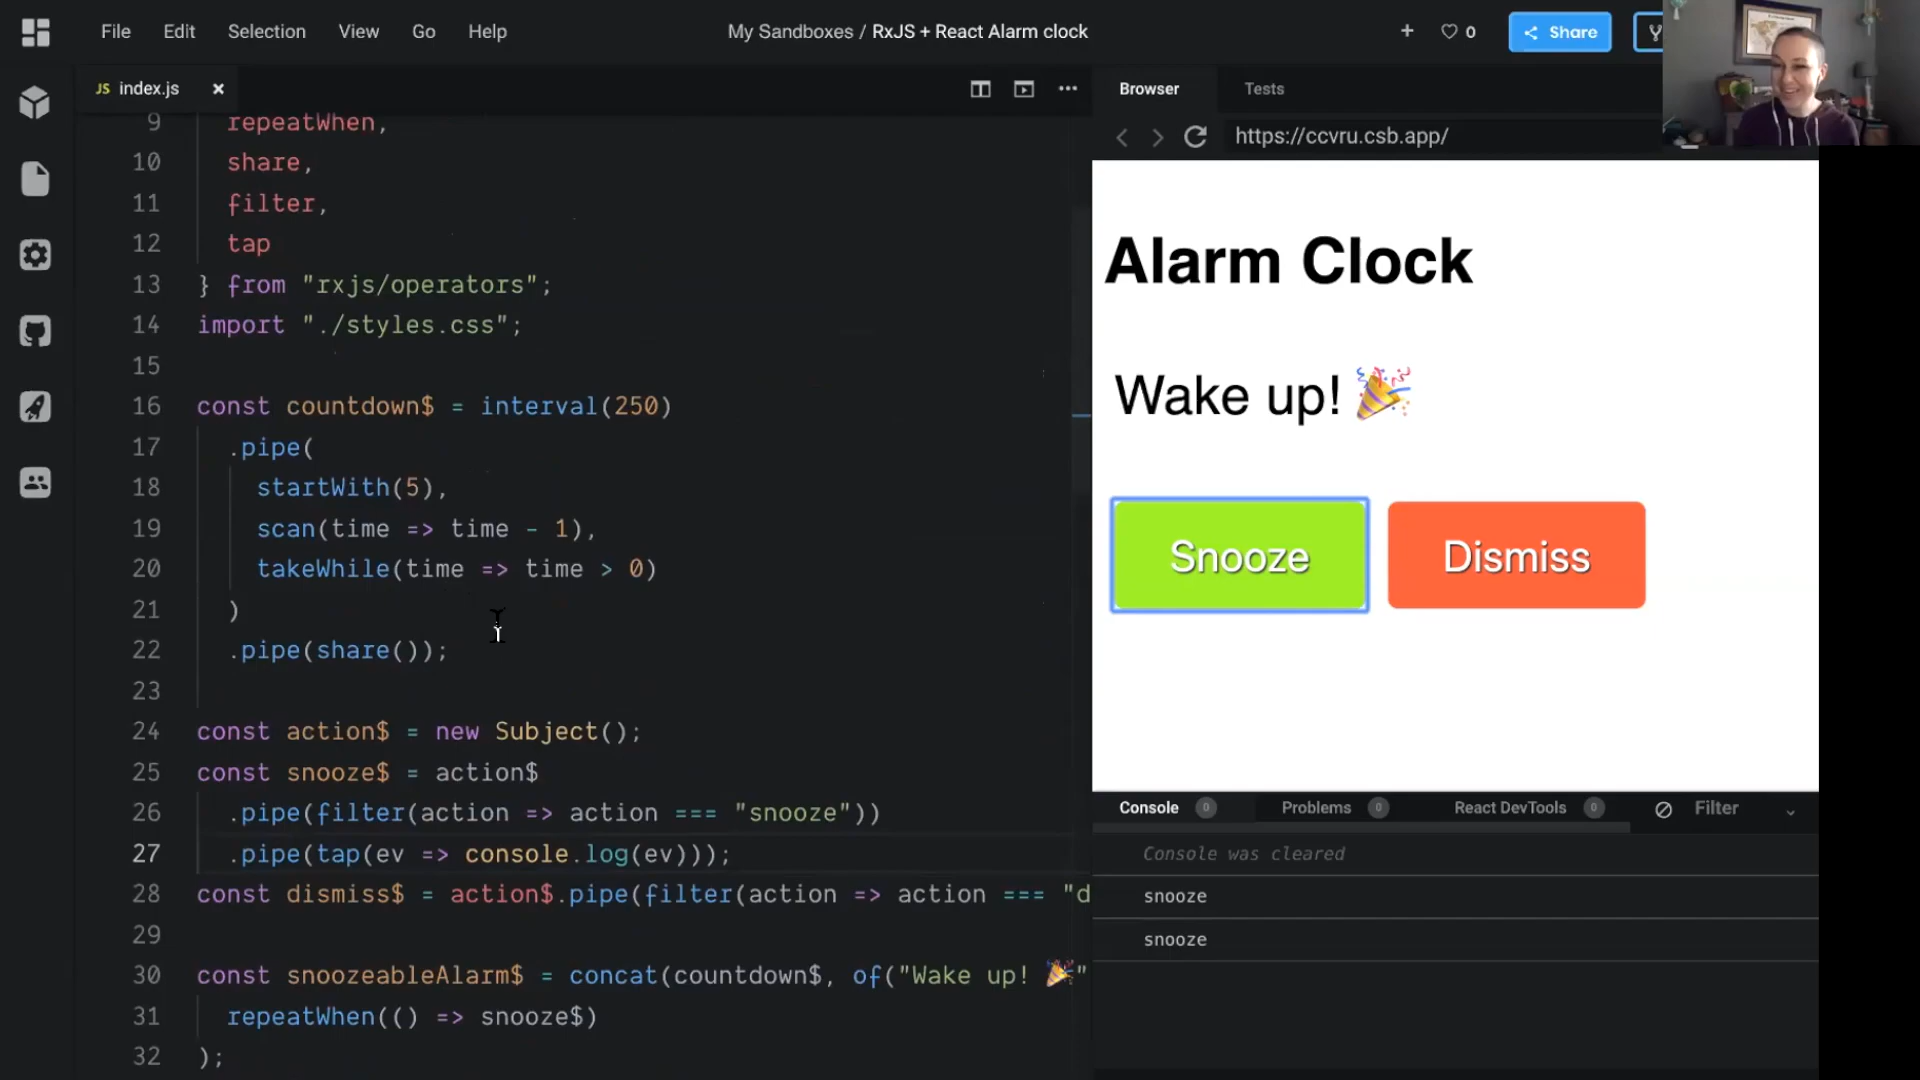 File Edit Selection View Go Help
My Sandboxes / RxJS + React Alarm clock
+ 0 Share
JS index.js ×
9 repeatWhen,
10 share,
11 filter,
12 tap
13 } from "rxjs/operators";
14 import "./styles.css";
15
16 const countdown$ = interval(250)
17 .pipe(
18 startWith(5),
19 scan(time => time - 1),
20 takeWhile(time => time > 0)
21 )
22 .pipe(share());
23
24 const action$ = new Subject();
25 const snooze$ = action$
26 .pipe(filter(action => action === "snooze"))
27 .pipe(tap(ev => console.log(ev)));
28 const dismiss$ = action$.pipe(filter(action => action === "d
29
30 const snoozeableAlarm$ = concat(countdown$, of("Wake up! 🎉"
31 repeatWhen(() => snooze$)
32 );
Browser Tests
https://ccvru.csb.app/
Alarm Clock
Wake up! 🎉
Snooze Dismiss
Console 0 Problems 0 React DevTools 0 Filter
Console was cleared
snooze
snooze